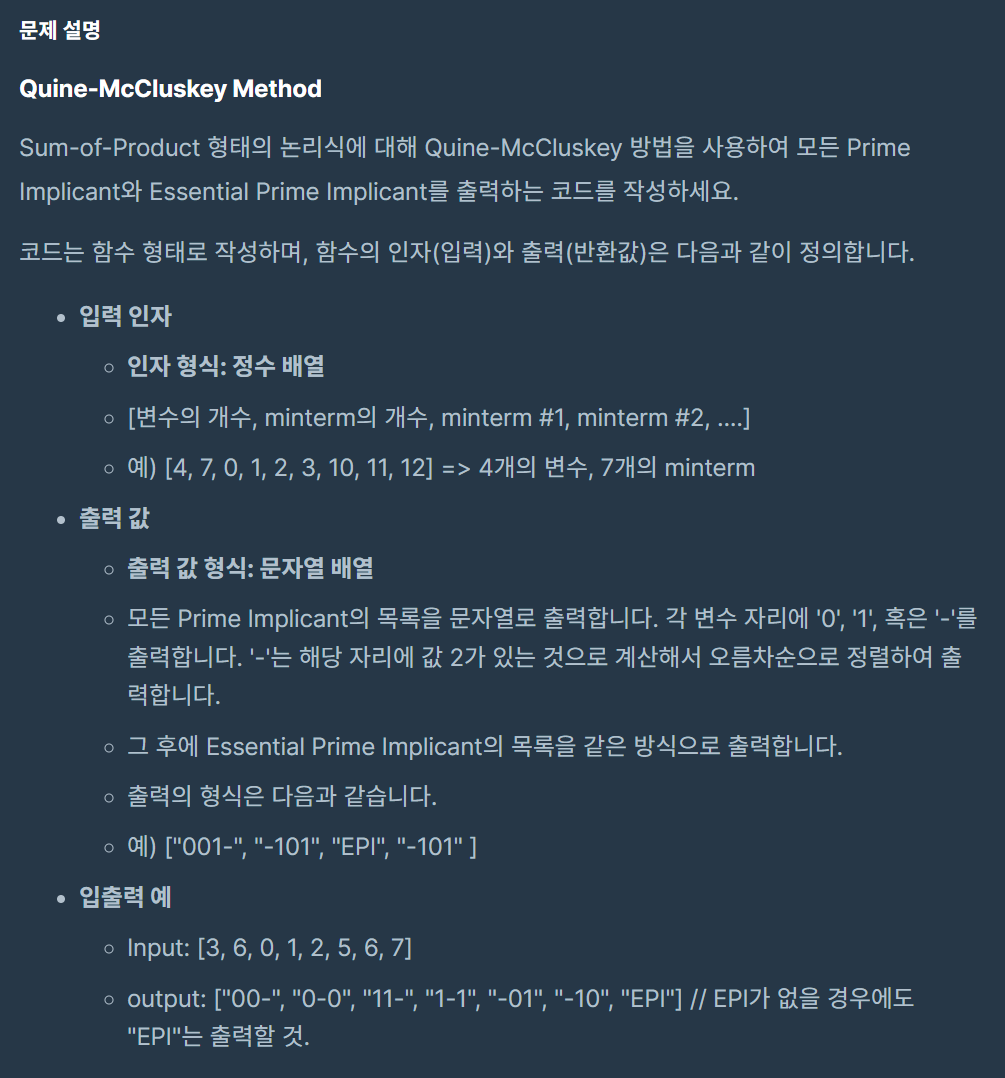 문제 설명
Quine-McCluskey Method
Sum-of-Product 형태의 논리식에 대해 Quine-McCluskey 방법을 사용하여 모든 Prime
Implicant와 Essential Prime Implicant를 출력하는 코드를 작성하세요.
코드는 함수 형태로 작성하며, 함수의 인자(입력)와 출력(반환값)은 다음과 같이 정의합니다.
입력 인자
인자 형식: 정수 배열
[변수의 개수, minterm의 개수, minterm #1, minterm #2, ....]
예) [4, 7, 0, 1, 2, 3, 10, 11, 12] => 4개의 변수, 7개의 minterm
출력 값
출력 값 형식: 문자열 배열
모든 Prime Implicant의 목록을 문자열로 출력합니다. 각 변수 자리에 '0', '1', 혹은 '-'를
출력합니다. '-'는 해당 자리에 값 2가 있는 것으로 계산해서 오름차순으로 정렬하여 출
력합니다.
그 후에 Essential Prime Implicant의 목록을 같은 방식으로 출력합니다.
출력의 형식은 다음과 같습니다.
예) ["001-", "-101", "EPI", "-101" ]
입출력 예
Input: [3, 6, 0, 1, 2, 5, 6, 7]
output: ["00-", "0-0", "11-", "1-1", "-01", "-10", "EPI"] // EPI가 없을 경우에도
"EPI"는 출력할 것.